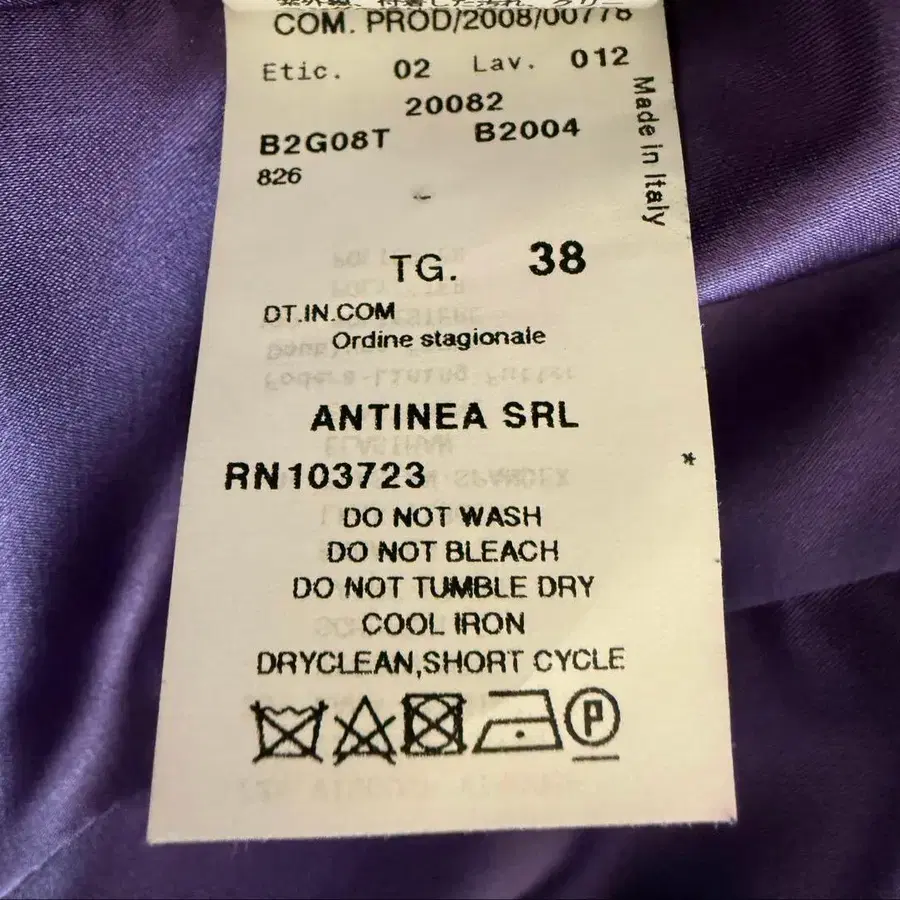 COM. PROD/2008/00778
Etic. 02 Lav. 012
20082
B2G08T B2004
826
Made in Italy
TG. 38
DT.IN.COM
Ordine stagionale
ANTINEA SRL
RN103723 *
DO NOT WASH
DO NOT BLEACH
DO NOT TUMBLE DRY
COOL IRON
DRYCLEAN,SHORT CYCLE
P